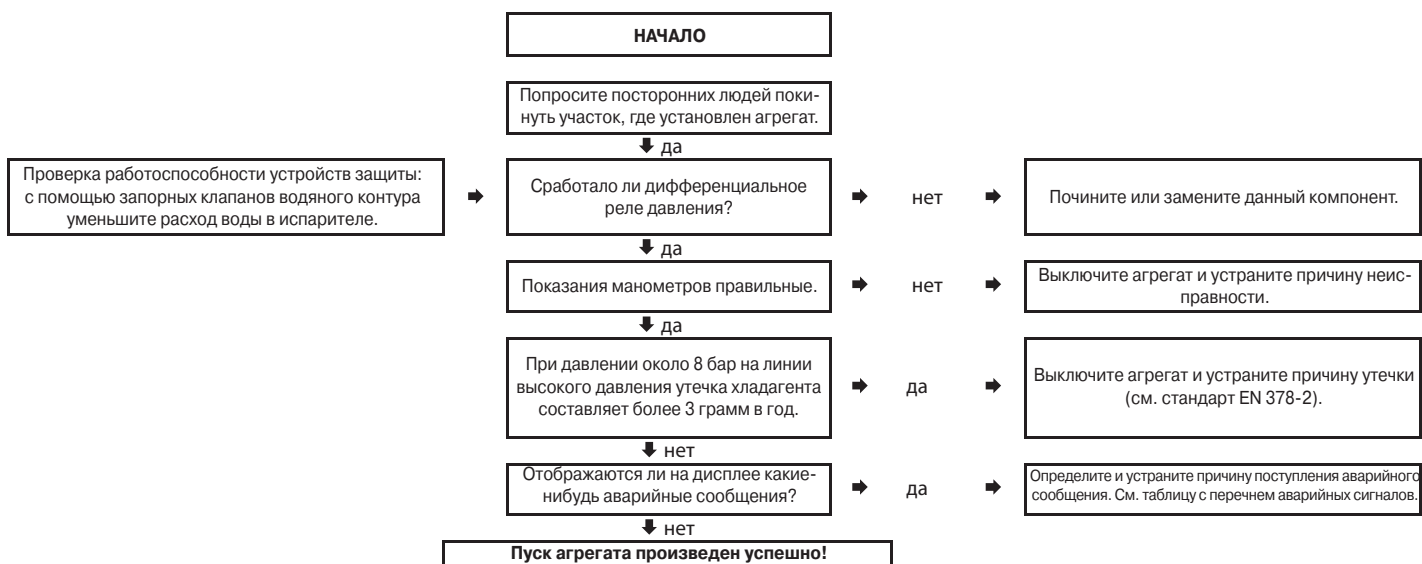 НАЧАЛО
Попросите посторонних людей поки-
нуть участок, где установлен агрегат.
да
Проверка работоспособности устройств защиты:
с помощью запорных клапанов водяного контура
уменьшите расход воды в испарителе.
Сработало ли дифференциальное
реле давления?
нет
Почините или замените данный компонент.
да
Показания манометров правильные.
нет
Выключите агрегат и устраните причину неис-
правности.
да
При давлении около 8 бар на линии
высокого давления утечка хладагента
составляет более 3 грамм в год.
да
Выключите агрегат и устраните причину утечки
(см. стандарт EN 378-2).
нет
Отображаются ли на дисплее какие-
нибудь аварийные сообщения?
да
Определите и устраните причину поступления аварийного
сообщения. См. таблицу с перечнем аварийных сигналов.
нет
Пуск агрегата произведен успешно!